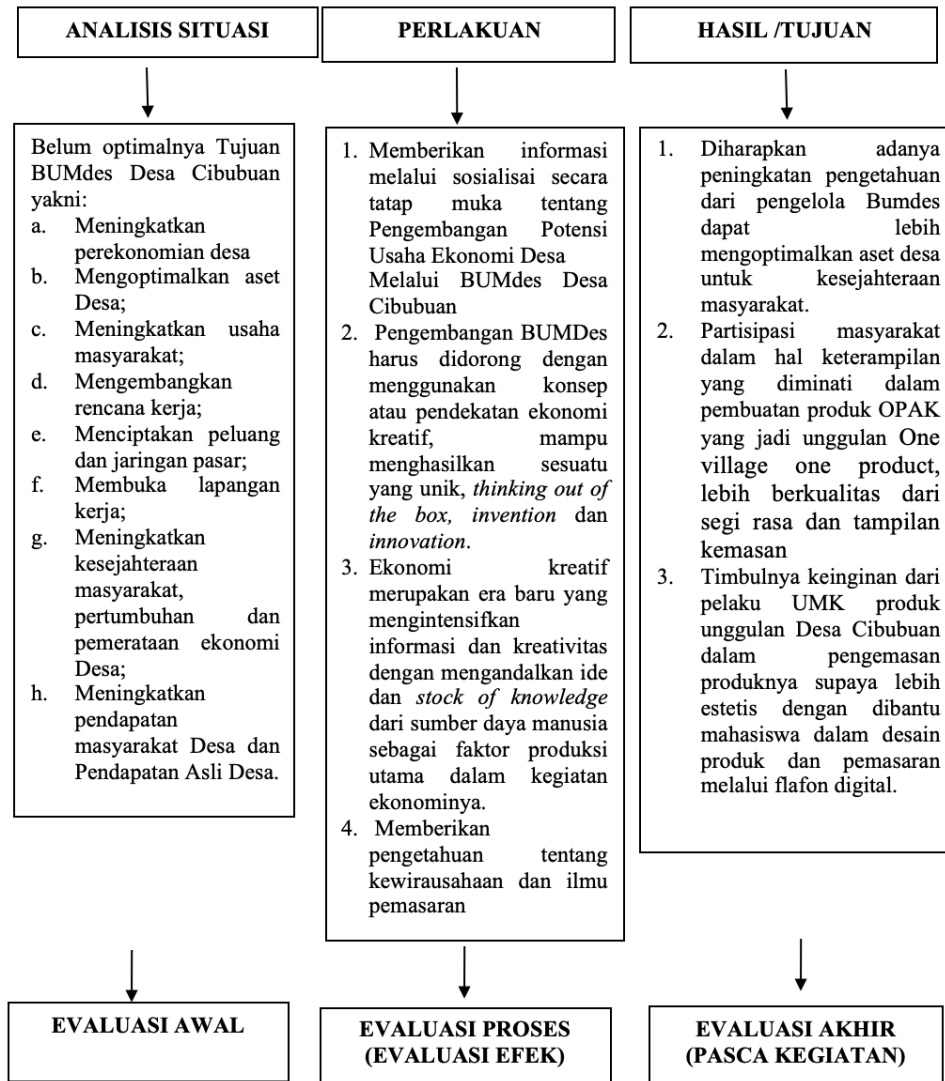 ANALISIS SITUASI
PERLAKUAN
HASIL /TUJUAN
Belum optimalnya Tujuan
BUMdes Desa Cibubuan
yakni:
a. Meningkatkan
perekonomian desa
b. Mengoptimalkan aset
Desa;
c. Meningkatkan usaha
masyarakat;
d. Mengembangkan
rencana kerja;
e. Menciptakan peluang
dan jaringan pasar;
f. Membuka lapangan
kerja;
g. Meningkatkan
kesejahteraan
masyarakat,
pertumbuhan dan
pemerataan ekonomi
Desa;
h. Meningkatkan
pendapatan
masyarakat Desa dan
Pendapatan Asli Desa.
1. Memberikan informasi
melalui sosialisai secara
tatap muka tentang
Pengembangan Potensi
Usaha Ekonomi Desa
Melalui BUMdes Desa
Cibubuan
2. Pengembangan BUMDes
harus didorong dengan
menggunakan konsep
atau pendekatan ekonomi
kreatif, mampu
menghasilkan sesuatu
yang unik, thinking out of
the box, invention dan
innovation.
3. Ekonomi kreatif
merupakan era baru yang
mengintensifkan
informasi dan kreativitas
dengan mengandalkan ide
dan stock of knowledge
dari sumber daya manusia
sebagai faktor produksi
utama dalam kegiatan
ekonominya.
4. Memberikan
pengetahuan tentang
kewirausahaan dan ilmu
pemasaran
1. Diharapkan adanya
peningkatan pengetahuan
dari pengelola Bumdes
dapat lebih
mengoptimalkan aset desa
untuk kesejahteraan
masyarakat.
2. Partisipasi masyarakat
dalam hal keterampilan
yang diminati dalam
pembuatan produk OPAK
yang jadi unggulan One
village one product,
lebih berkualitas dari
segi rasa dan tampilan
kemasan
3. Timbulnya keinginan dari
pelaku UMK produk
unggulan Desa Cibubuan
dalam pengemasan
produknya supaya lebih
estetis dengan dibantu
mahasiswa dalam desain
produk dan pemasaran
melalui flafon digital.
EVALUASI AWAL
EVALUASI PROSES
(EVALUASI EFEK)
EVALUASI AKHIR
(PASCA KEGIATAN)